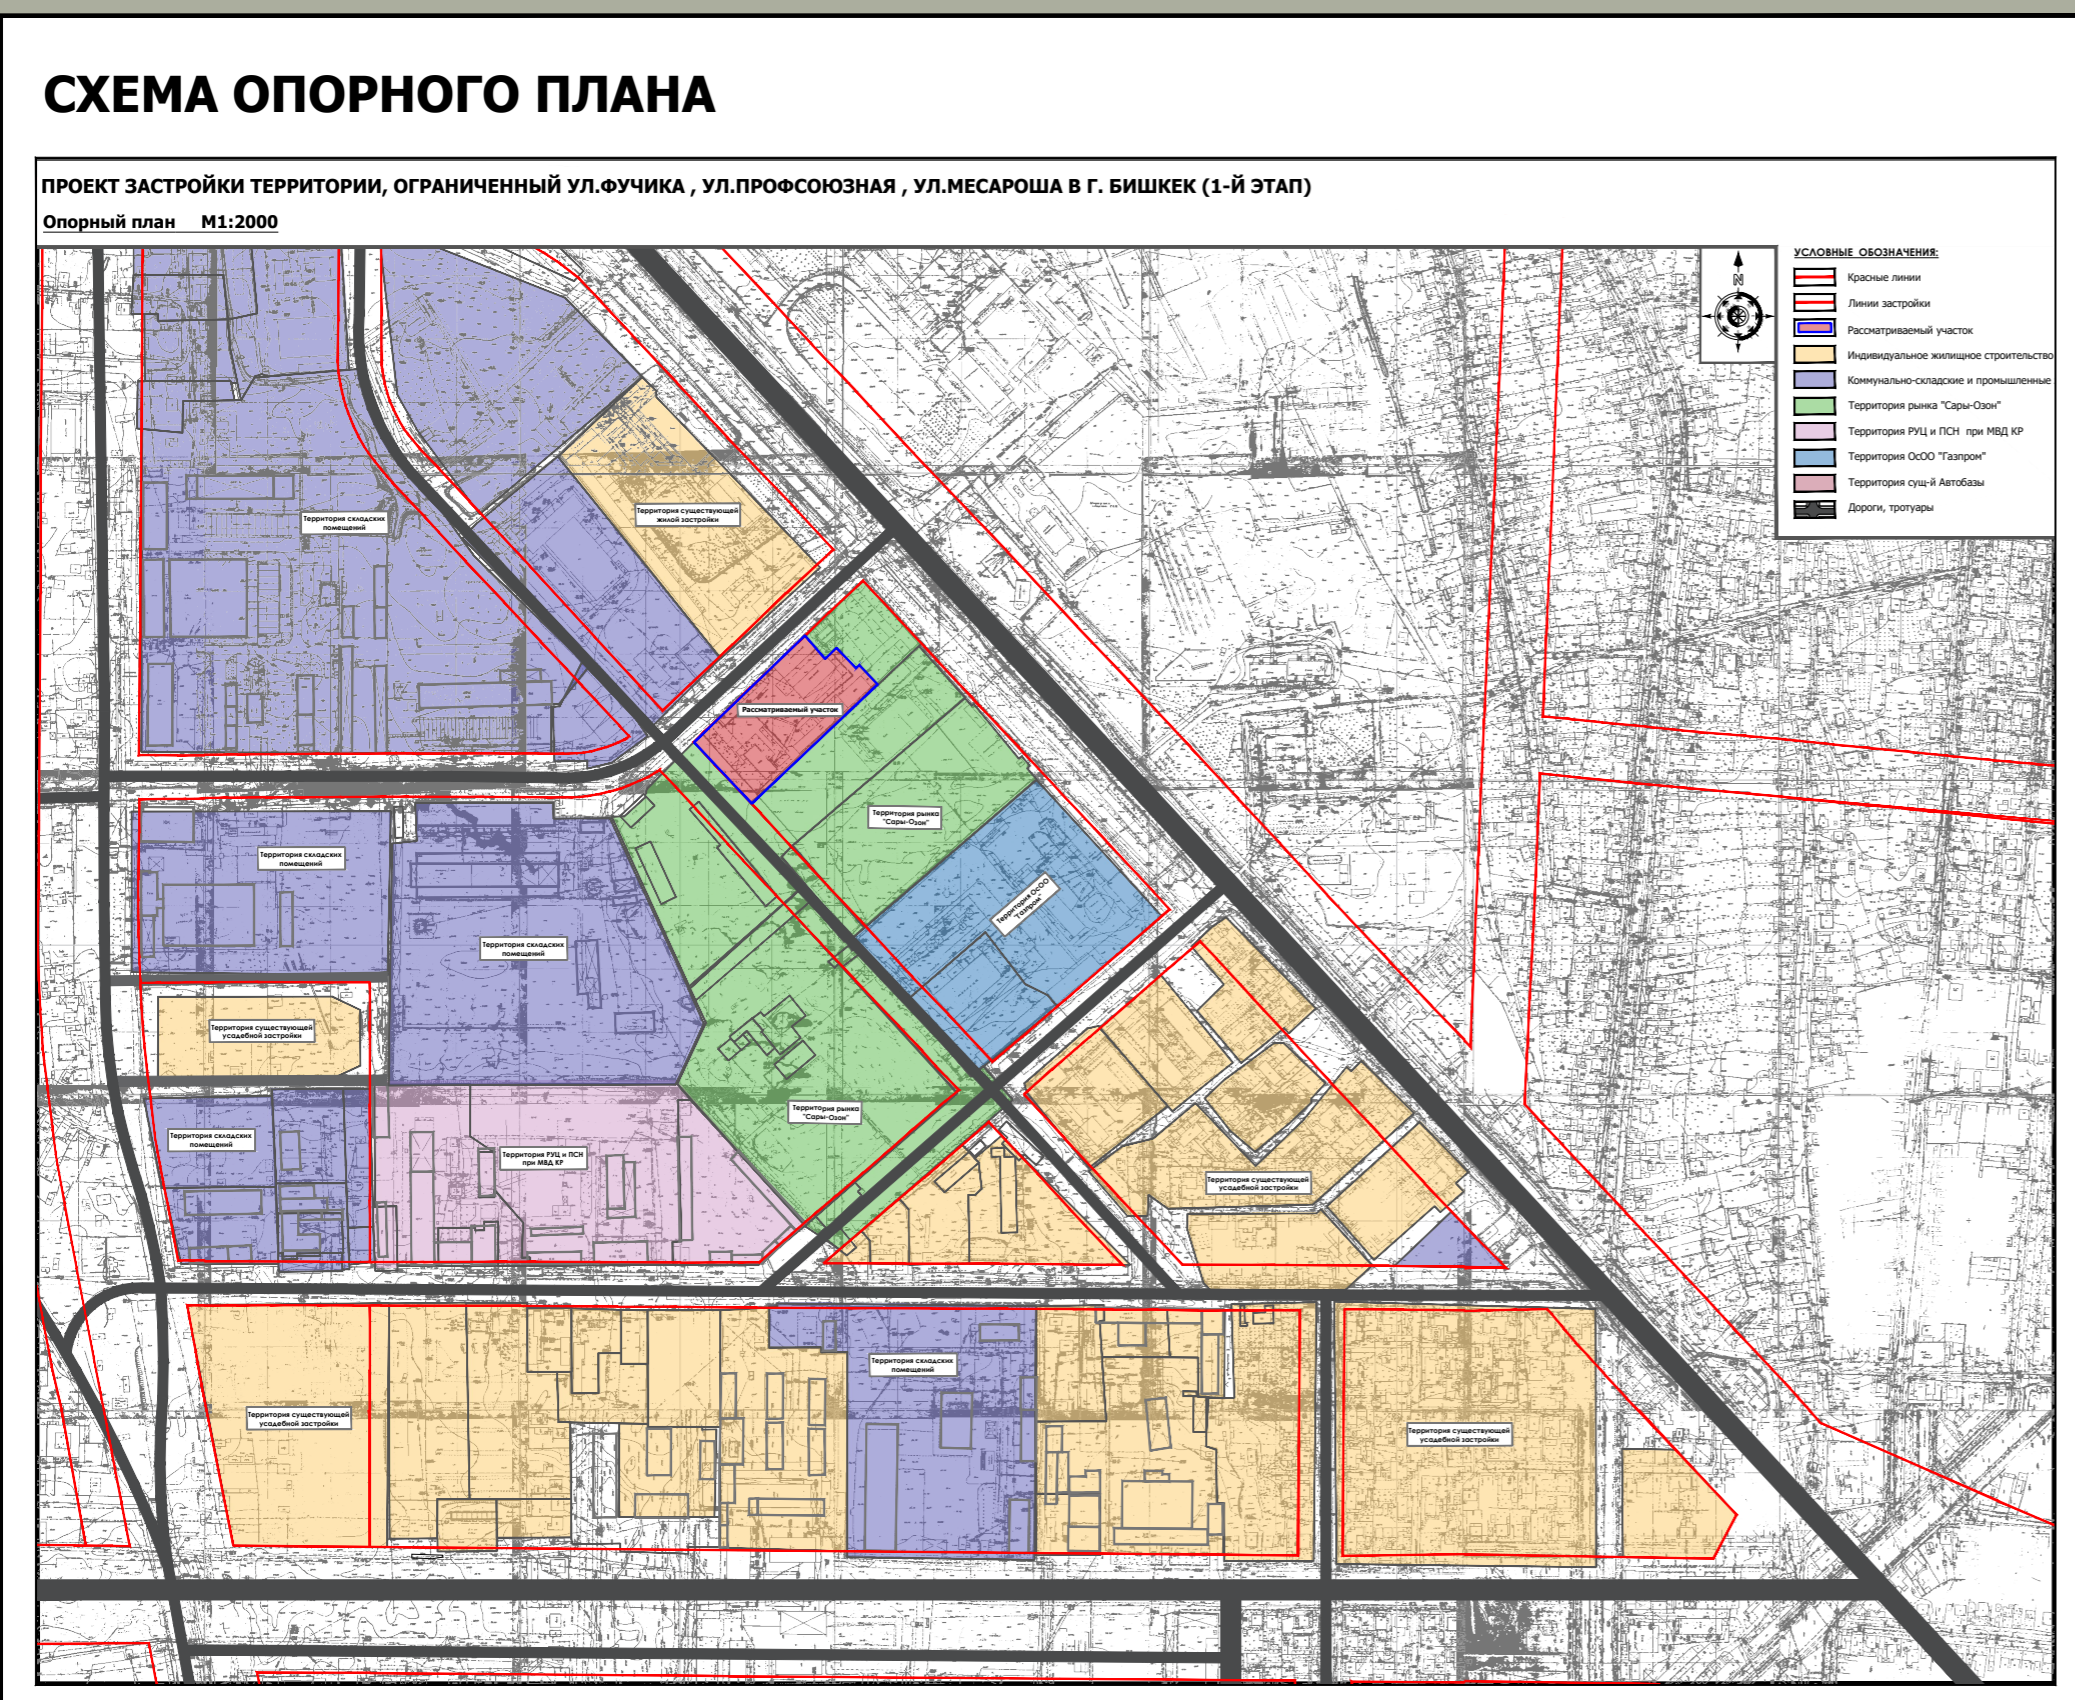 СХЕМА ОПОРНОГО ПЛАНА
ПРОЕКТ ЗАСТРОЙКИ ТЕРРИТОРИИ, ОГРАНИЧЕННЫЙ УЛ.ФУЧИКА , УЛ.ПРОФСОЮЗНАЯ , УЛ.МЕСАРОША В Г. БИШКЕК (1-Й ЭТАП)
Опорный план М1:2000
УСЛОВНЫЕ ОБОЗНАЧЕНИЯ:
Красные линии
Линии застройки
Рассматриваемый участок
Индивидуальное жилищное строительство
Коммунально-складские и промышленные
Территория рынка "Сары-Озон"
Территория РУЦ и ПСН при МВД КР
Территория ОсОО "Газпром"
Территория сущ-й Автобазы
Дороги, тротуары
N
Территория складских
помещений
Территория существующей
жилой застройки
Рассматриваемый участок
Территория рынка
"Сары-Озон"
Территория складских
помещений
Территория ОсОО
"Газпром"
Территория складских
помещений
Территория существующей
усадебной застройки
Территория рынка
"Сары-Озон"
Территория складских
помещений
Территория РУЦ и ПСН
при МВД КР
Территория существующей
усадебной застройки
Территория складских
помещений
Территория существующей
усадебной застройки
Территория существующей
усадебной застройки